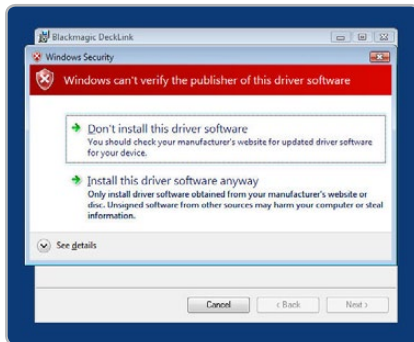 Blackmagic DeckLink
Windows Security
Windows can't verify the publisher of this driver software
Don't install this driver software
You should check your manufacturer's website for updated driver software
for your device.
Install this driver software anyway
Only install driver software obtained from your manufacturer's website or
disc. Unsigned software from other sources may harm your computer or steal
information.
See details
Cancel
< Back
Next >